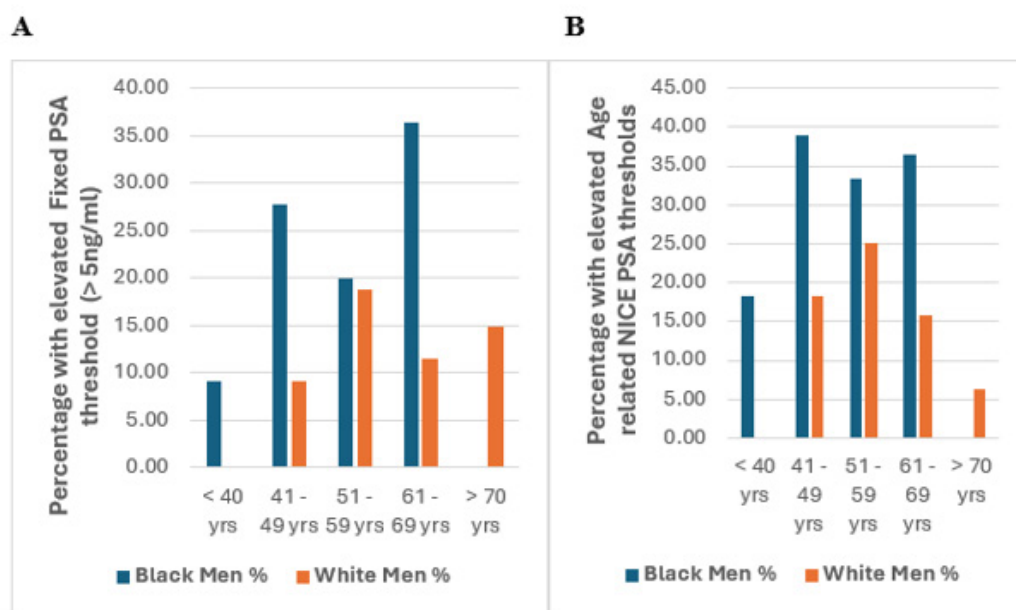 A
Percentage with elevated Fixed PSA
threshold (> 5ng/ml)
40.00
35.00
30.00
25.00
20.00
15.00
10.00
5.00
0.00
< 40 41 - 51 - 61 - > 70
yrs 49 yrs 59 yrs 69 yrs yrs
Black Men % White Men %
B
Percentage with elevated Age
related NICE PSA thresholds
45.00
40.00
35.00
30.00
25.00
20.00
15.00
10.00
5.00
0.00
< 40 41 - 51 - 61 - > 70
yrs 49 59 69 yrs
yrs yrs yrs
Black Men % White Men %